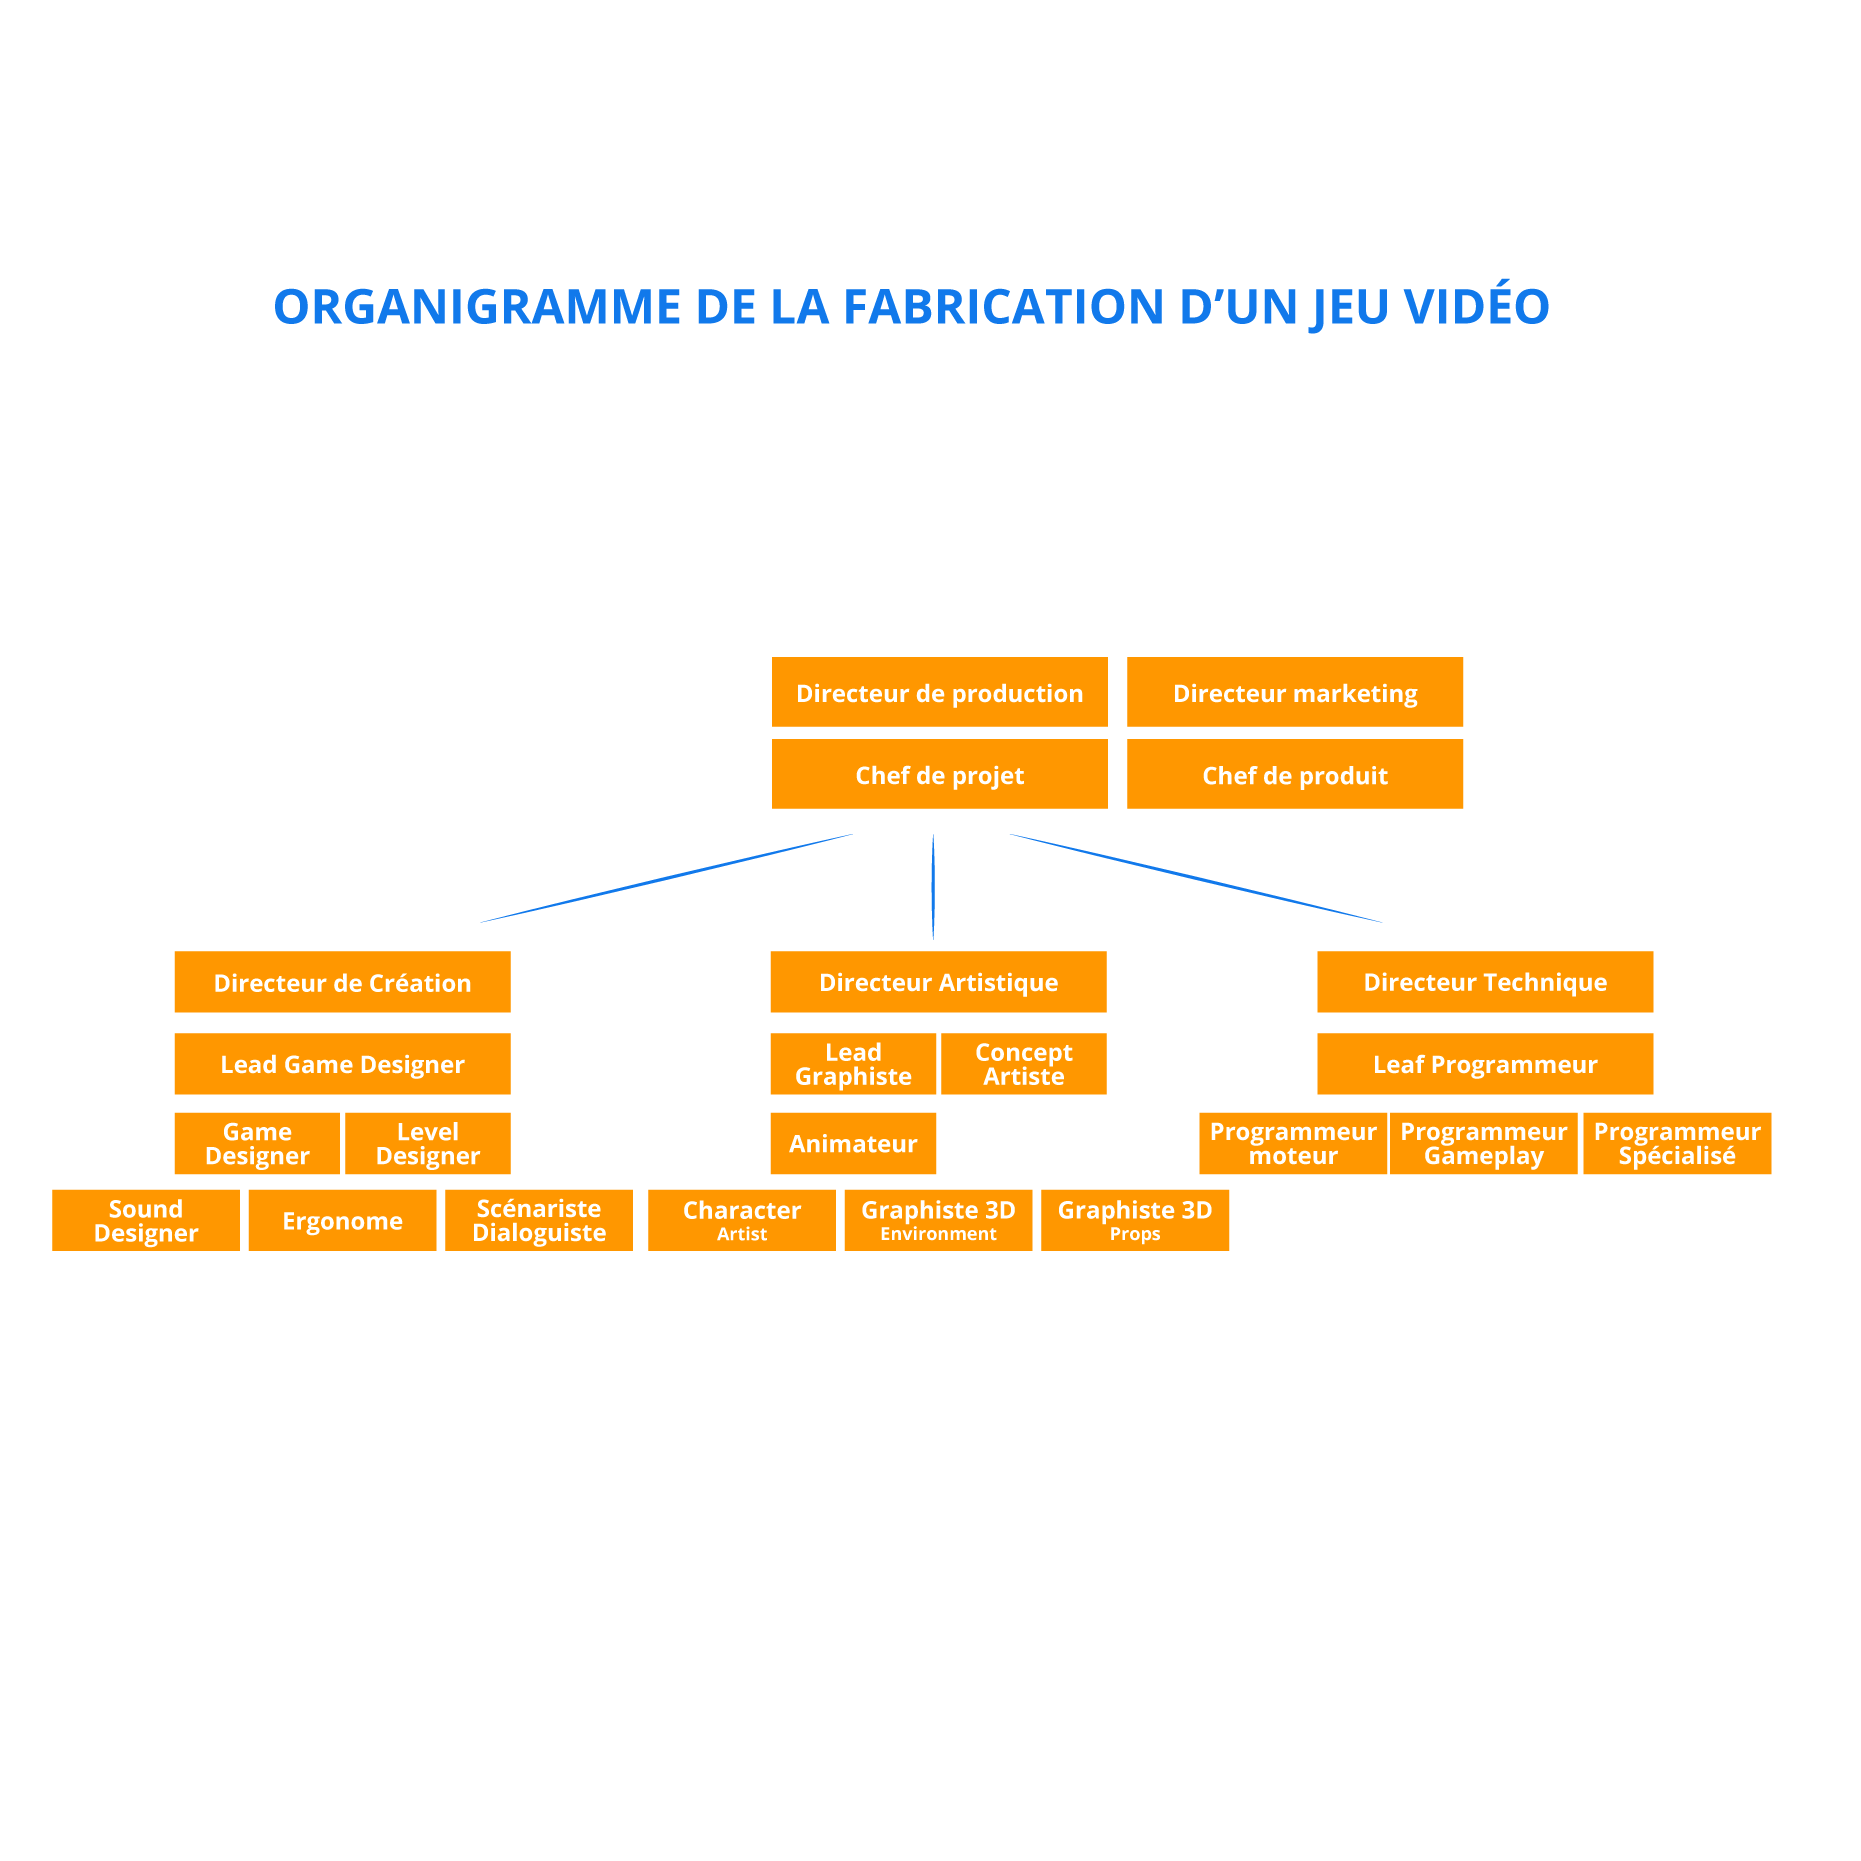 ORGANIGRAMME DE LA FABRICATION D’UN JEU VIDÉO
Directeur de production
Directeur marketing
Chef de projet
Chef de produit
Directeur de Création
Lead Game Designer
Game
Designer
Level
Designer
Sound
Designer
Ergonome
Scénariste
Dialoguiste
Directeur Artistique
Lead
Graphiste
Concept
Artiste
Animateur
Character
Artist
Graphiste 3D
Environment
Graphiste 3D
Props
Directeur Technique
Leaf Programmeur
Programmeur
moteur
Programmeur
Gameplay
Programmeur
Spécialisé